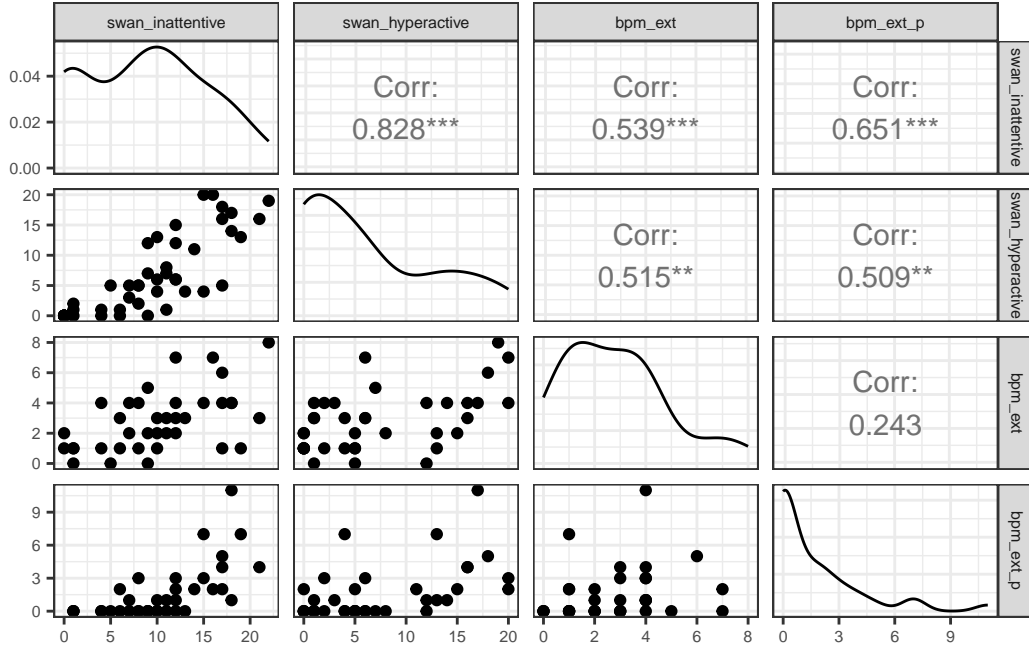 swan_inattentive swan_hyperactive bpm_ext bpm_ext_p
0.04
0.02
0.00
Corr:
0.828***
Corr:
0.539***
Corr:
0.651***
swan_inattentive
20
15
10
5
0
Corr:
0.515**
Corr:
0.509**
swan_hyperactive
8
6
4
2
0
Corr:
0.243
bpm_ext
9
6
3
0
bpm_ext_p
0 5 10 15 20
0 5 10 15 20
0 2 4 6 8
0 3 6 9